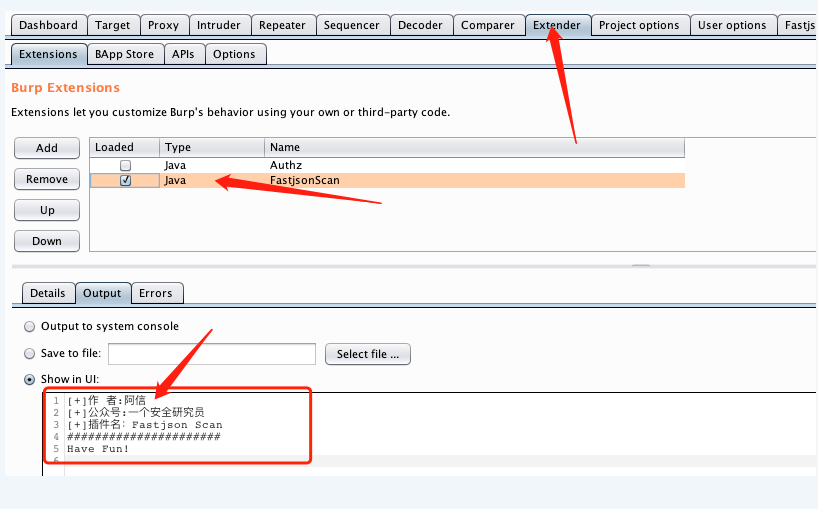 Dashboard Target Proxy Intruder Repeater Sequencer Decoder Comparer Extender Project options User options Fastjs
Extensions BApp Store APIs Options
Burp Extensions
Extensions let you customize Burp's behavior using your own or third-party code.
Add
Remove
Up
Down
Loaded Type Name
Java Authz
Java FastjsonScan
Details Output Errors
Output to system console
Save to file: Select file ...
Show in UI:
1 [+]作 者:阿信
2 [+]公众号:一个安全研究员
3 [+]插件名: Fastjson Scan
4 ######################
5 Have Fun!
6